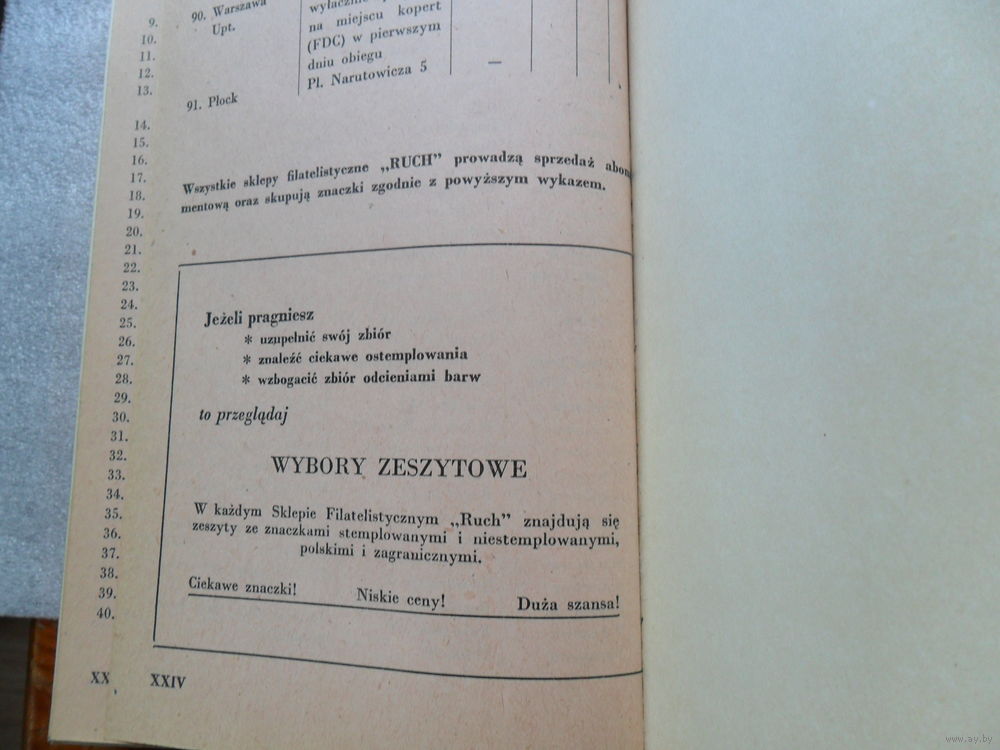 9.
10.
11.
12.
13.
14.
15.
16.
17.
18.
19.
20.
21.
22.
23.
24.
25.
26.
27.
28.
29.
30.
31.
32.
33.
34.
35.
36.
37.
38.
39.
40.
XX
90. Warszawa
Upt.
na miejscu kopert
(FDC) w pierwszym
dniu obiegu
91. Płock
Pl. Narutowicza 5 —
Wszystkie sklepy filatelistyczne „RUCH” prowadzą sprzedaż abon
mentową oraz skupują znaczki zgodnie z powyższym wykazem.
Jeżeli pragniesz
* uzupełnić swój zbiór
* znaleźć ciekawe ostemplowania
* wzbogacić zbiór odcieniami barw
to przeglądaj
WYBORY ZESZYTOWE
W każdym Sklepie Filatelistycznym „Ruch” znajdują się
zeszyty ze znaczkami stemplowanymi i niestemplowanymi,
polskimi i zagranicznymi.
Ciekawe znaczki! Niskie ceny! Duża szansa!
XXIV
www.ay.by